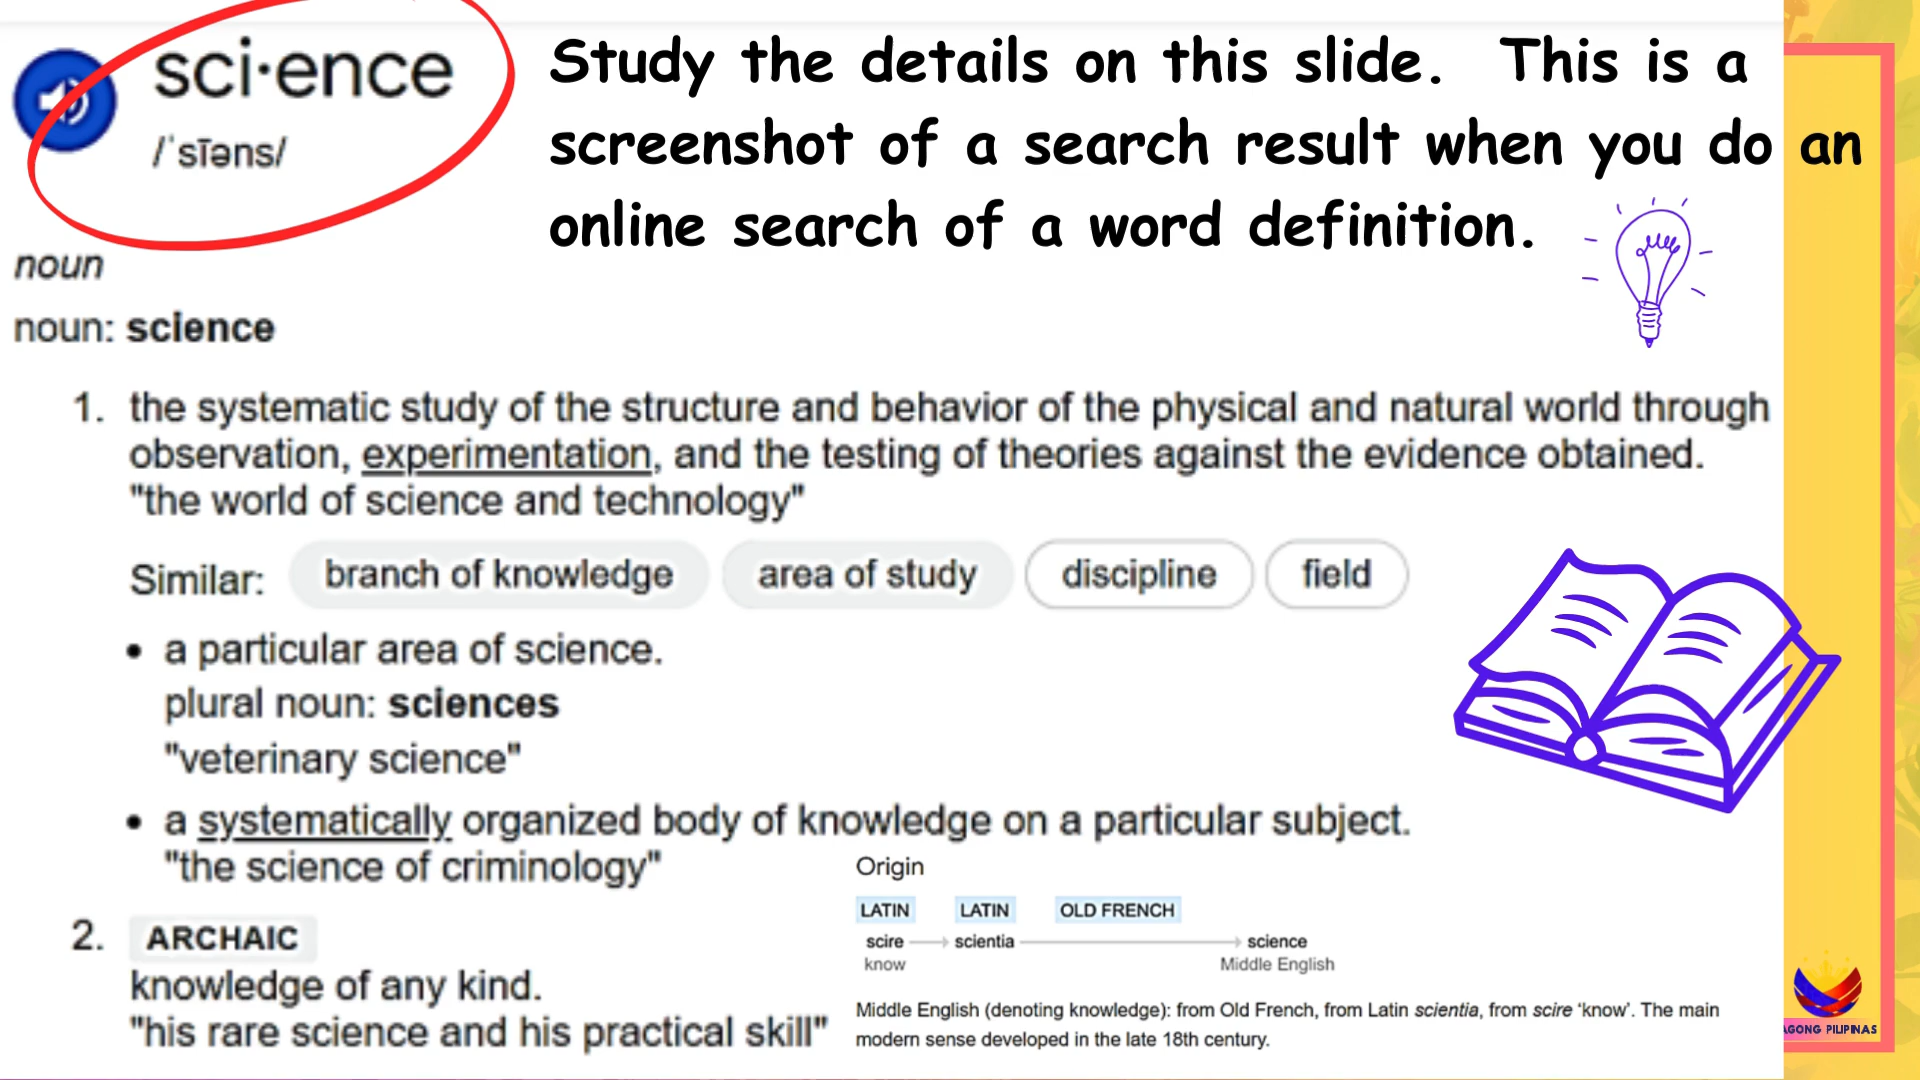 sci·ence
/ˈsīəns/
Study the details on this slide. This is a
screenshot of a search result when you do an
online search of a word definition.
noun
noun: science
1. the systematic study of the structure and behavior of the physical and natural world through
observation, experimentation, and the testing of theories against the evidence obtained.
"the world of science and technology"
Similar: branch of knowledge area of study discipline field
• a particular area of science.
plural noun: sciences
"veterinary science"
• a systematically organized body of knowledge on a particular subject.
"the science of criminology"
2. ARCHAIC
knowledge of any kind.
"his rare science and his practical skill"
Origin
LATIN LATIN OLD FRENCH
scire scientia science
know Middle English
Middle English (denoting knowledge): from Old French, from Latin scientia, from scire ‘know’. The main
modern sense developed in the late 18th century.
AGONG PILIPINAS